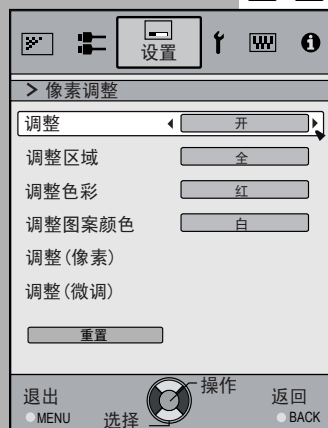 设置
> 像素调整
调整 开
调整区域 全
调整色彩 红
调整图案颜色 白
调整(像素)
调整(微调)
重置
操作
退出 返回
MENU 选择 BACK